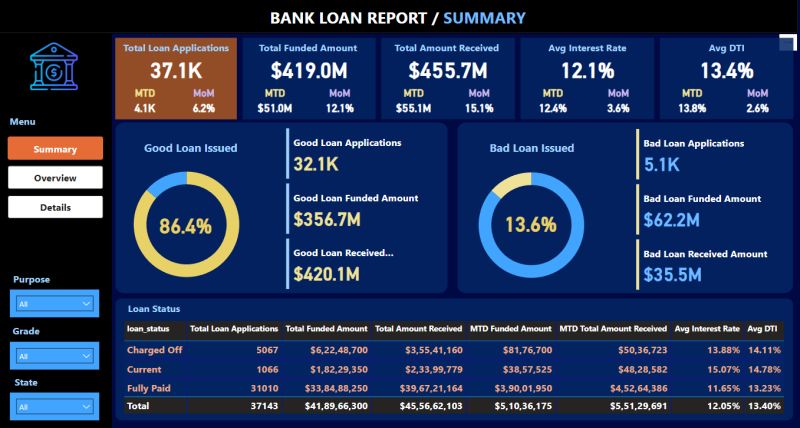 BANK LOAN REPORT / SUMMARY
Total Loan Applications
37.1K
MTD MoM
4.1K 6.2%
Total Funded Amount
$419.0M
MTD MoM
$51.0M 12.1%
Total Amount Received
$455.7M
MTD MoM
$55.1M 15.1%
Avg Interest Rate
12.1%
MTD MoM
12.4% 3.6%
Avg DTI
13.4%
MTD MoM
13.8% 2.6%
Menu
Summary
Overview
Details
Purpose
All
Grade
All
State
All
Good Loan Issued
86.4%
Good Loan Applications
32.1K
Good Loan Funded Amount
$356.7M
Good Loan Received...
$420.1M
Bad Loan Issued
13.6%
Bad Loan Applications
5.1K
Bad Loan Funded Amount
$62.2M
Bad Loan Received Amount
$35.5M
Loan Status
loan_status Total Loan Applications Total Funded Amount Total Amount Received MTD Funded Amount MTD Total Amount Received Avg Interest Rate Avg DTI
Charged Off 5067 $6,22,48,700 $3,55,41,160 $81,76,700 $50,36,723 13.88% 14.11%
Current 1066 $1,82,29,350 $2,33,99,779 $38,57,525 $48,28,582 15.07% 14.78%
Fully Paid 31010 $33,84,88,250 $39,67,21,164 $3,90,01,950 $4,52,64,386 11.65% 13.23%
Total 37143 $41,89,66,300 $45,56,62,103 $5,10,36,175 $5,51,29,691 12.05% 13.40%